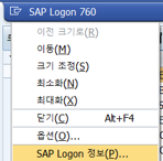 SAP Logon 760
이전 크기로(R)
이동(M)
크기 조정(S)
최소화(N)
최대화(X)
닫기(C) Alt+F4
옵션(O)...
SAP Logon 정보(P)...